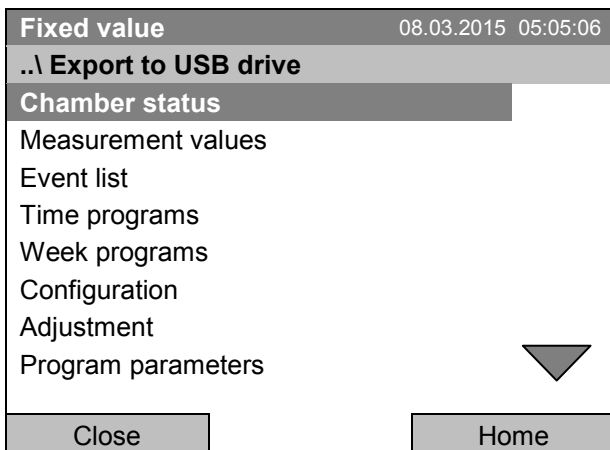 Fixed value 08.03.2015 05:05:06
..\ Export to USB drive
Chamber status
Measurement values
Event list
Time programs
Week programs
Configuration
Adjustment
Program parameters
Close Home